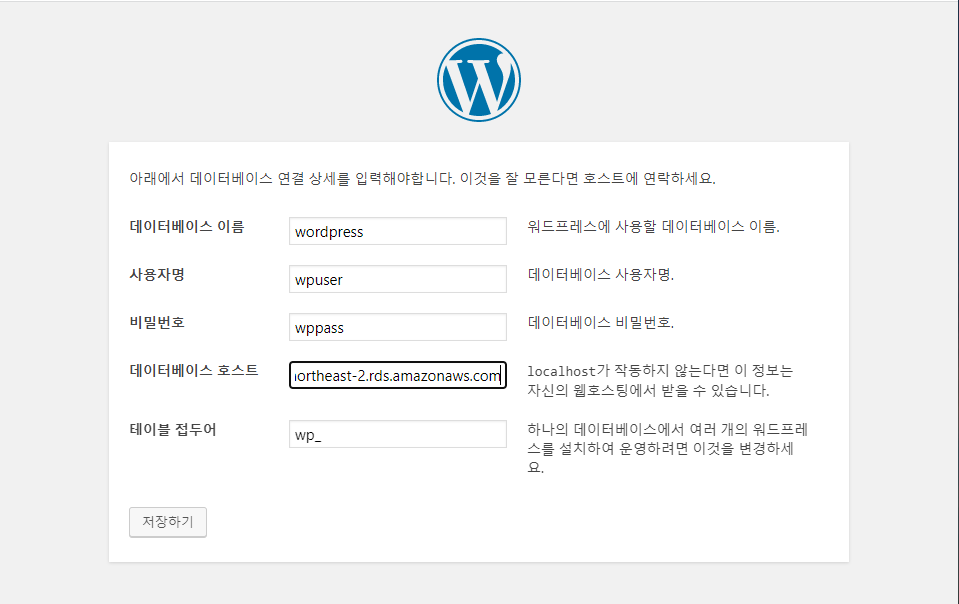 아래에서 데이터베이스 연결 상세를 입력해야합니다. 이것을 잘 모른다면 호스트에 연락하세요.
데이터베이스 이름
wordpress
워드프레스에 사용할 데이터베이스 이름.
사용자명
wpuser
데이터베이스 사용자명.
비밀번호
wppass
데이터베이스 비밀번호.
데이터베이스 호스트
ortheast-2.rds.amazonaws.com
localhost가 작동하지 않는다면 이 정보는
자신의 웹호스팅에서 받을 수 있습니다.
테이블 접두어
wp_
하나의 데이터베이스에서 여러 개의 워드프레
스를 설치하여 운영하려면 이것을 변경하세
요.
저장하기